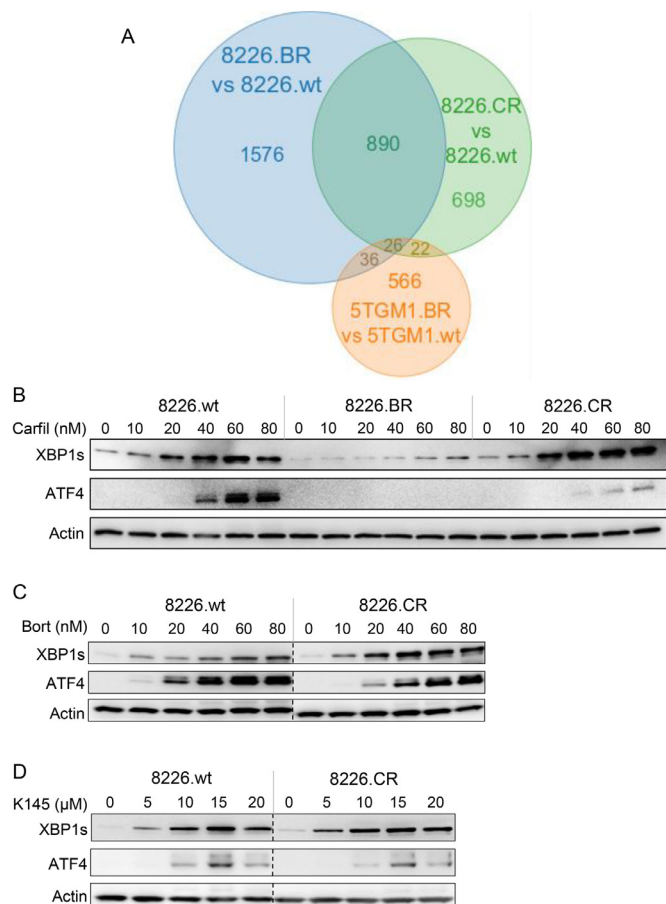 A
8226.BR
vs 8226.wt
8226.CR
vs
8226.wt
1576
890
698
36
26
22
566
5TGM1.BR
vs 5TGM1.wt
B
8226.wt 8226.BR 8226.CR
Carfil (nM) 0 10 20 40 60 80 0 10 20 40 60 80 0 10 20 40 60 80
XBP1s
ATF4
Actin
C
8226.wt 8226.CR
Bort (nM) 0 10 20 40 60 80 0 10 20 40 60 80
XBP1s
ATF4
Actin
D
8226.wt 8226.CR
K145 (µM) 0 5 10 15 20 0 5 10 15 20
XBP1s
ATF4
Actin